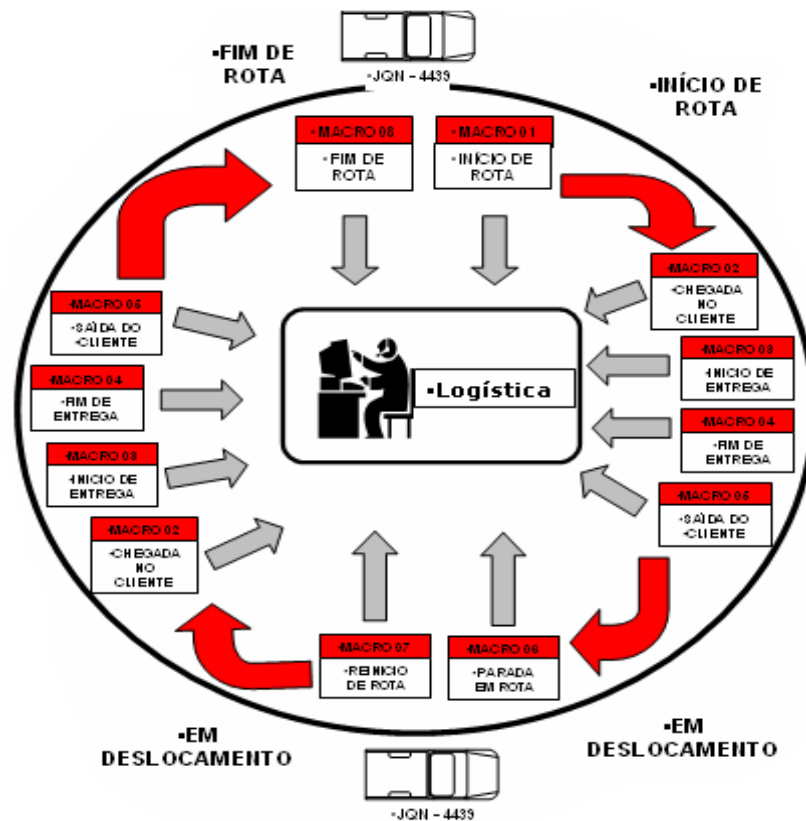 ▪FIM DE
ROTA
▪JQN – 4439
▪INÍCIO DE
ROTA
▪MACRO 08
▪FIM DE
ROTA
▪MACRO 01
▪INÍCIO DE
ROTA
▪MACRO 02
▪CHEGADA
NO
CLIENTE
▪MACRO 03
▪INICIO DE
ENTREGA
▪MACRO 04
▪FIM DE
ENTREGA
▪MACRO 05
▪SAÍDA DO
▪CLIENTE
▪Logística
▪MACRO 05
▪SAÍDA DO
▪CLIENTE
▪MACRO 04
▪FIM DE
ENTREGA
▪MACRO 03
▪INICIO DE
ENTREGA
▪MACRO 02
▪CHEGADA
NO
CLIENTE
▪MACRO 07
▪REINICIO
DE ROTA
▪MACRO 06
▪PARADA
EM ROTA
▪EM
DESLOCAMENTO
▪EM
DESLOCAMENTO
▪JQN – 4439